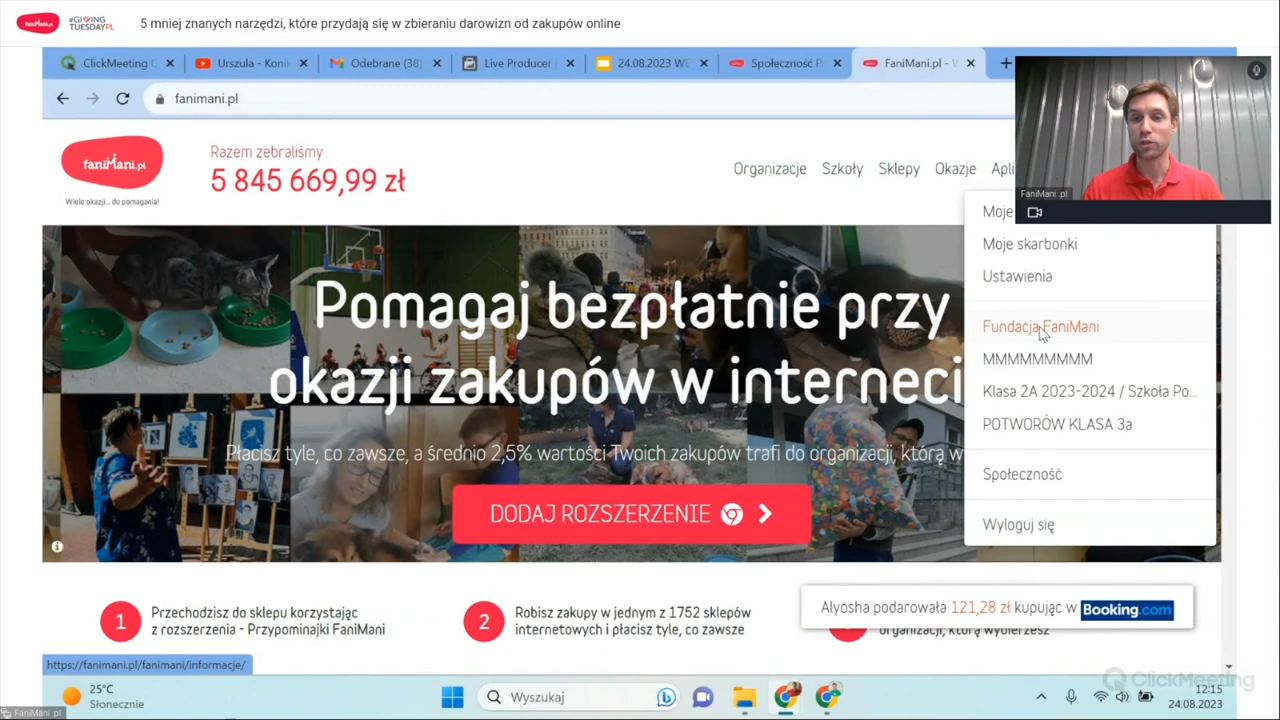 faniMani.pl
#GIVING
TUESDAYPL
5 mniej znanych narzędzi, które przydają się w zbieraniu darowizn od zakupów online
ClickMeeting
Urszula - Konik
Odebrane (38)
Live Producer
24.08.2023 WE
Społeczność P
FaniMani.pl - W
fanimani.pl
faniMani.pl
Wiele okazji... do pomagania!
Razem zebraliśmy
5 845 669,99 zł
Organizacje
Szkoły
Sklepy
Okazje
Apli
FaniMani .pl
Moje
Moje skarbonki
Ustawienia
Fundacja FaniMani
MMMMMMMMM
Klasa 2A 2023-2024 / Szkoła Po...
POTWORÓW KLASA 3a
Społeczność
Wyloguj się
Pomagaj bezpłatnie przy
okazji zakupów w interneci
Płacisz tyle, co zawsze, a średnio 2,5% wartości Twoich zakupów trafi do organizacji, którą w
DODAJ ROZSZERZENIE
1
Przechodzisz do sklepu korzystając
z rozszerzenia - Przypominajki FaniMani
2
Robisz zakupy w jednym z 1752 sklepów
internetowych i płacisz tyle, co zawsze
Alyosha podarowała 121,28 zł kupując w Booking.com
organizacji, którą wybierzesz
https://fanimani.pl/fanimani/informacje/
ClickMeeting
25°C
Słonecznie
Wyszukaj
12:15
24.08.2023
FaniMani .pl